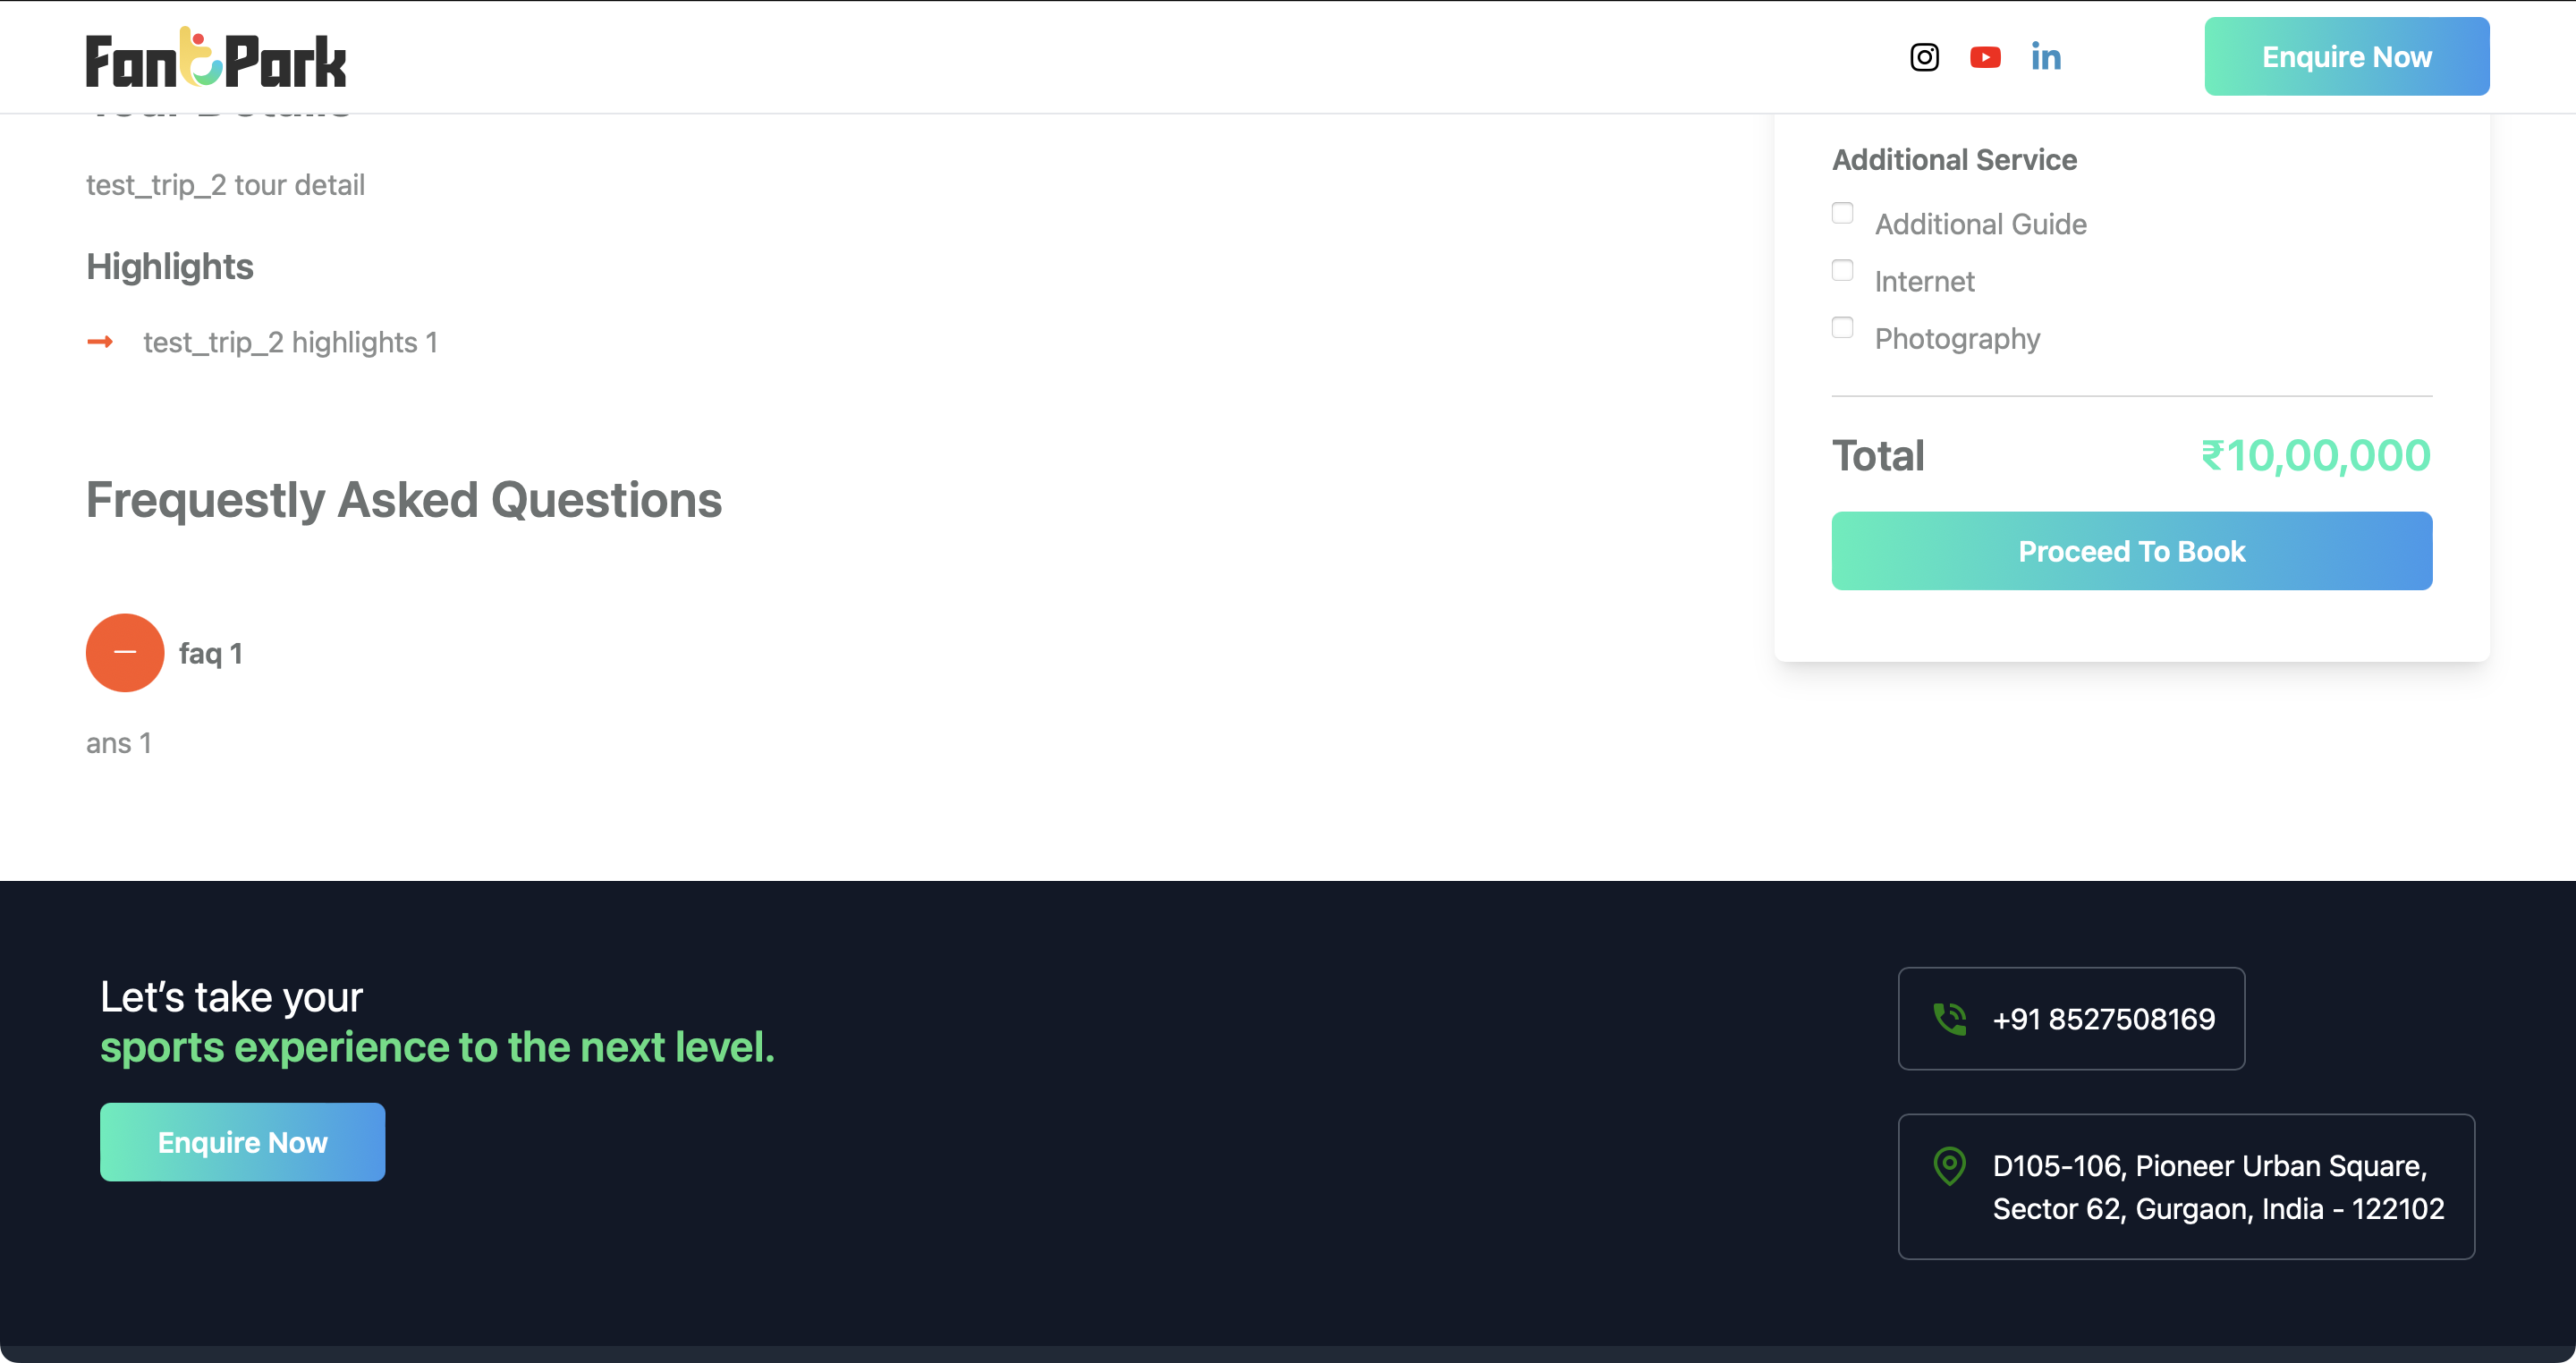 FantPark
Enquire Now
test_trip_2 tour detail
Highlights
test_trip_2 highlights 1
Frequestly Asked Questions
faq 1
ans 1
Additional Service
Additional Guide
Internet
Photography
Total ₹10,00,000
Proceed To Book
Let’s take your
sports experience to the next level.
Enquire Now
+91 8527508169
D105-106, Pioneer Urban Square,
Sector 62, Gurgaon, India - 122102